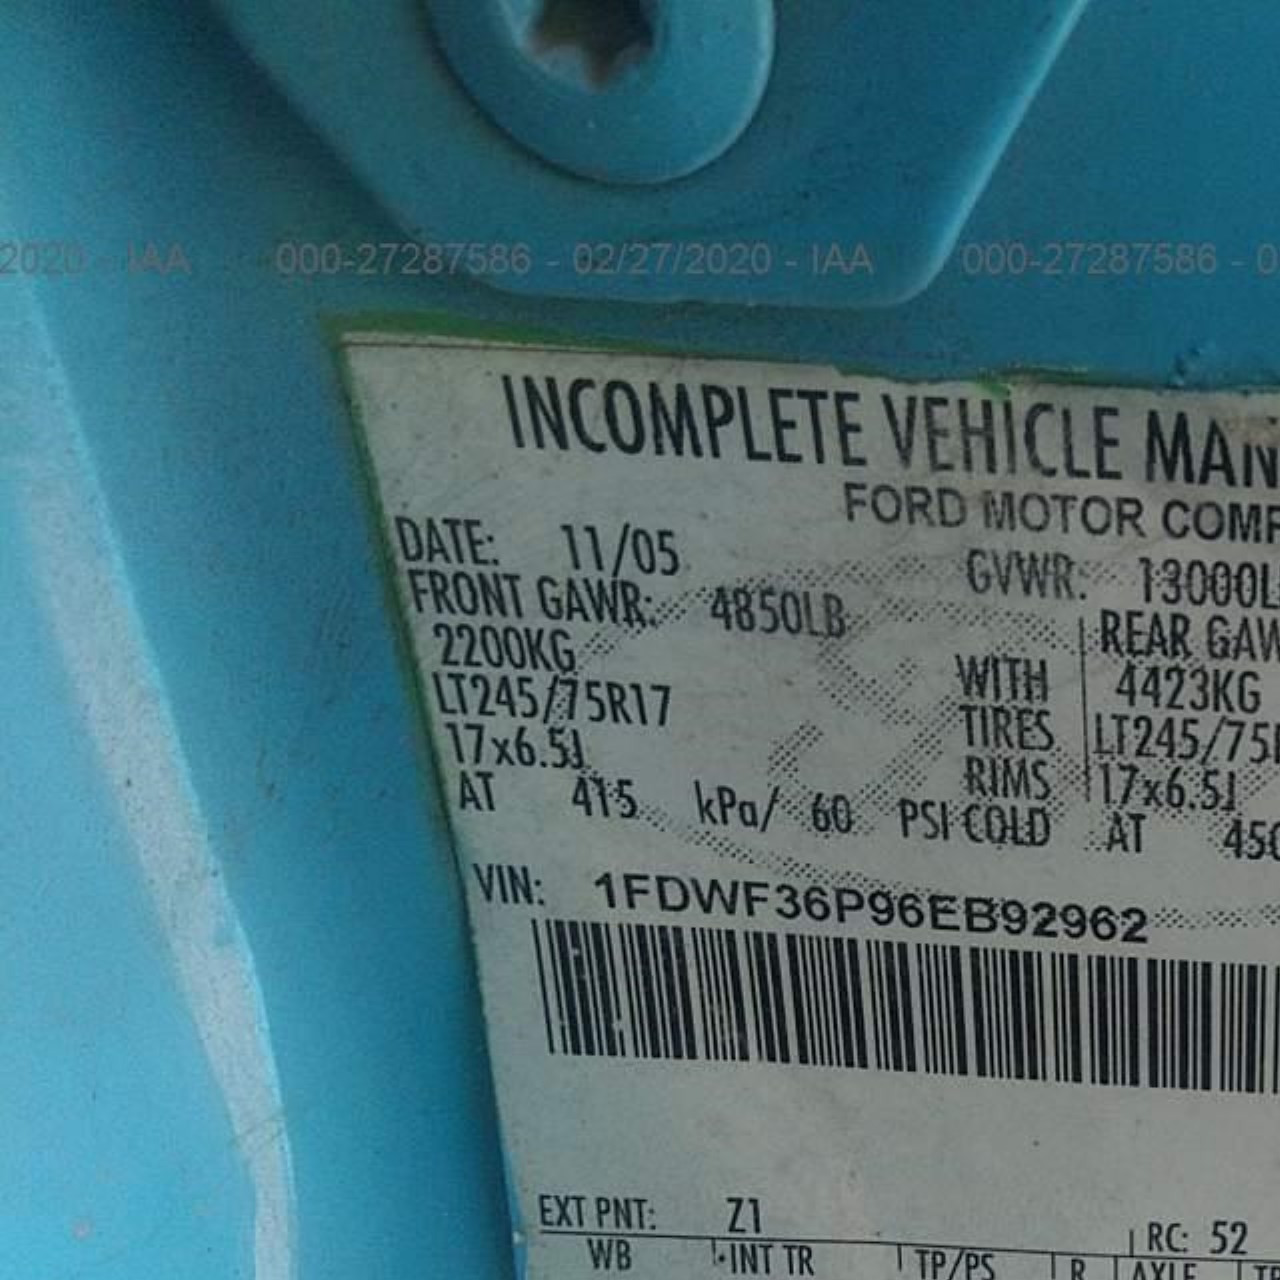 2020 - IAA 000-27287586 - 02/27/2020 - IAA 000-27287586 - 0
INCOMPLETE VEHICLE MAN
FORD MOTOR COMP
DATE: 11/05 GVWR: 13000L
FRONT GAWR: 4850LB REAR GAW
2200KG WITH 4423KG
LT245/75R17 TIRES LT245/75
17x6.5J RIMS 17x6.5J
AT 415 kPa/ 60 PSI COLD AT 450
VIN: 1FDWF36P96EB92962
EXT PNT: Z1 RC: 52
WB INT TR TP/PS R AXLE